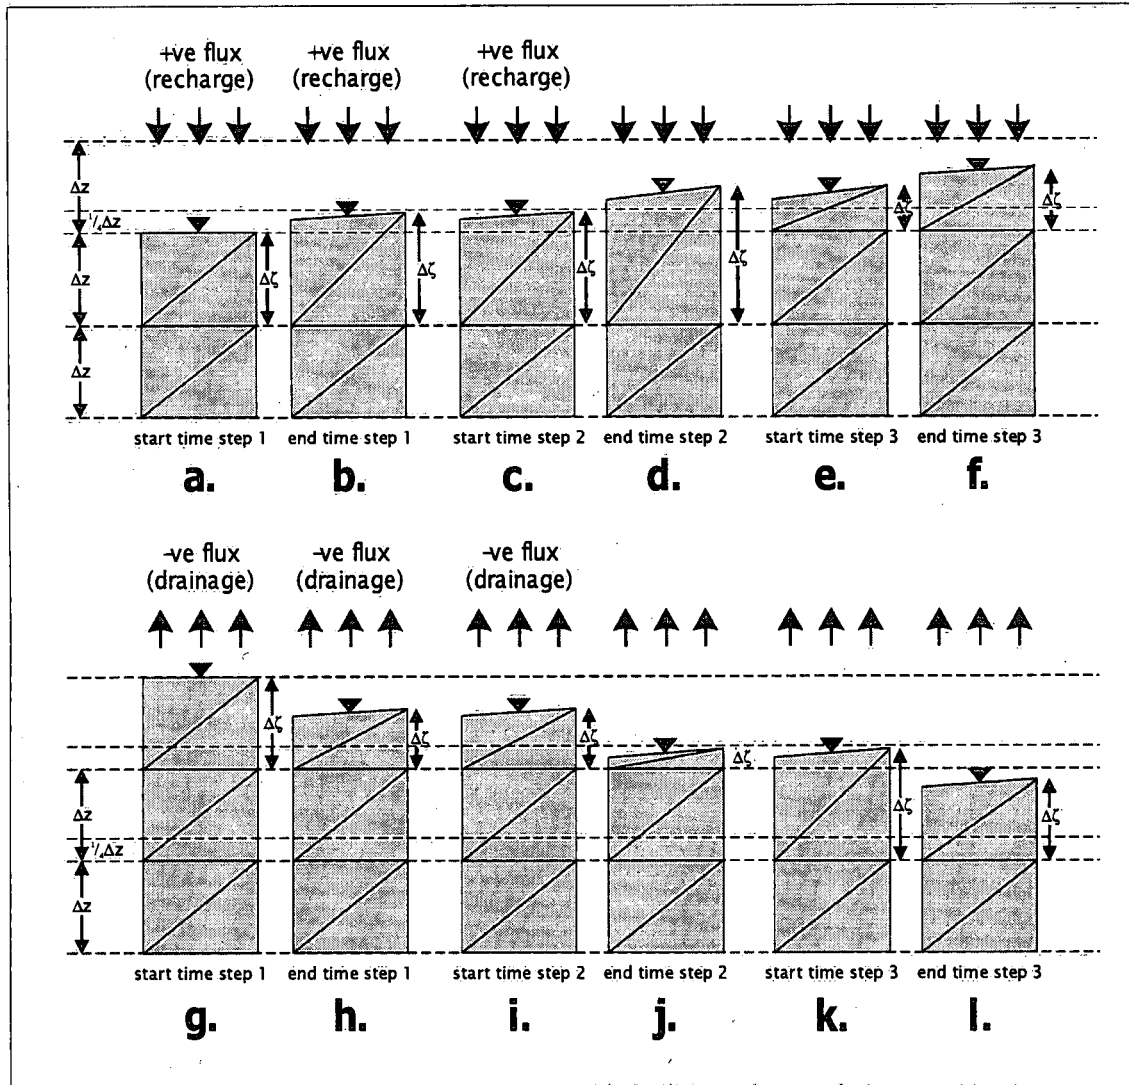 +ve flux
(recharge)
+ve flux
(recharge)
+ve flux
(recharge)
Δz
1/4Δz
Δz
Δz
Δζ
Δζ
Δζ
Δζ
Δζ
Δζ
start time step 1
end time step 1
start time step 2
end time step 2
start time step 3
end time step 3
a.
b.
c.
d.
e.
f.
-ve flux
(drainage)
-ve flux
(drainage)
-ve flux
(drainage)
Δz
1/4Δz
Δz
Δζ
Δζ
Δζ
Δζ
Δζ
Δζ
start time step 1
end time step 1
start time step 2
end time step 2
start time step 3
end time step 3
g.
h.
i.
j.
k.
l.